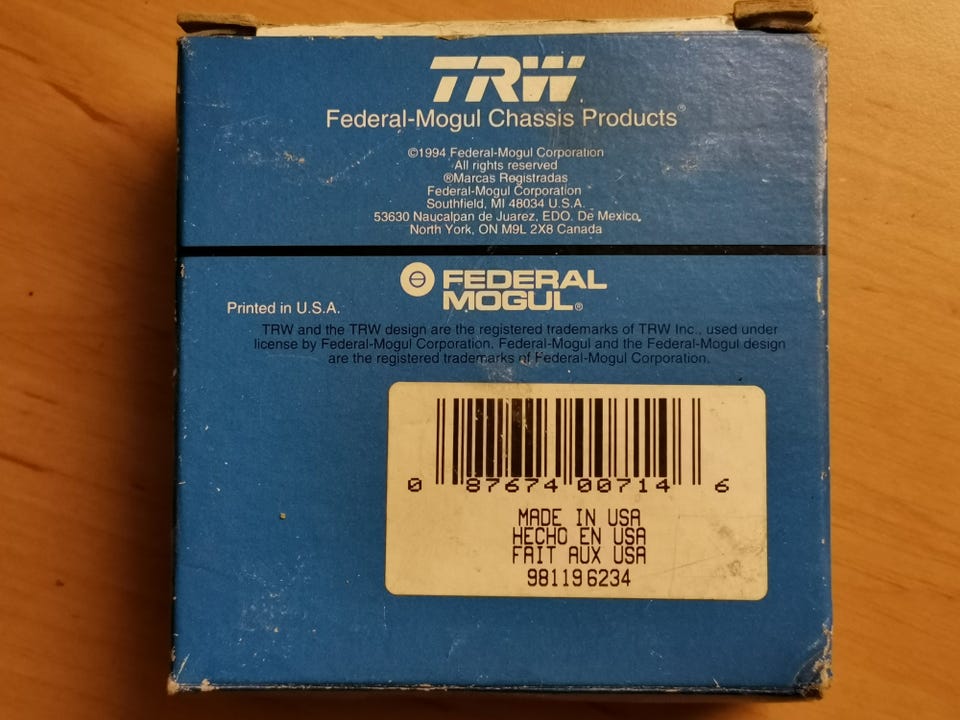 TRW
Federal-Mogul Chassis Products®
©1994 Federal-Mogul Corporation
All rights reserved
®Marcas Registradas
Federal-Mogul Corporation
Southfield, MI 48034 U.S.A.
53630 Naucalpan de Juarez, EDO. De Mexico,
North York, ON M9L 2X8 Canada
FEDERAL
MOGUL®
Printed in U.S.A.
TRW and the TRW design are the registered trademarks of TRW Inc., used under
license by Federal-Mogul Corporation. Federal-Mogul and the Federal-Mogul design
are the registered trademarks of Federal-Mogul Corporation.
0 87674 00714 6
MADE IN USA
HECHO EN USA
FAIT AUX USA
981196234